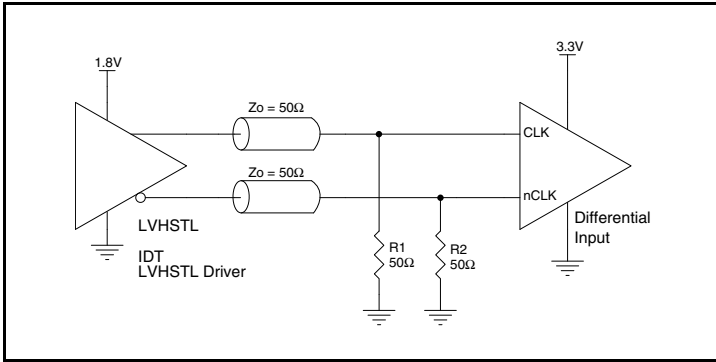 3.3V
1.8V
Zo = 50Ω
CLK
Zo = 50Ω
nCLK
LVHSTL
IDT
LVHSTL Driver
R1
50Ω
R2
50Ω
Differential
Input